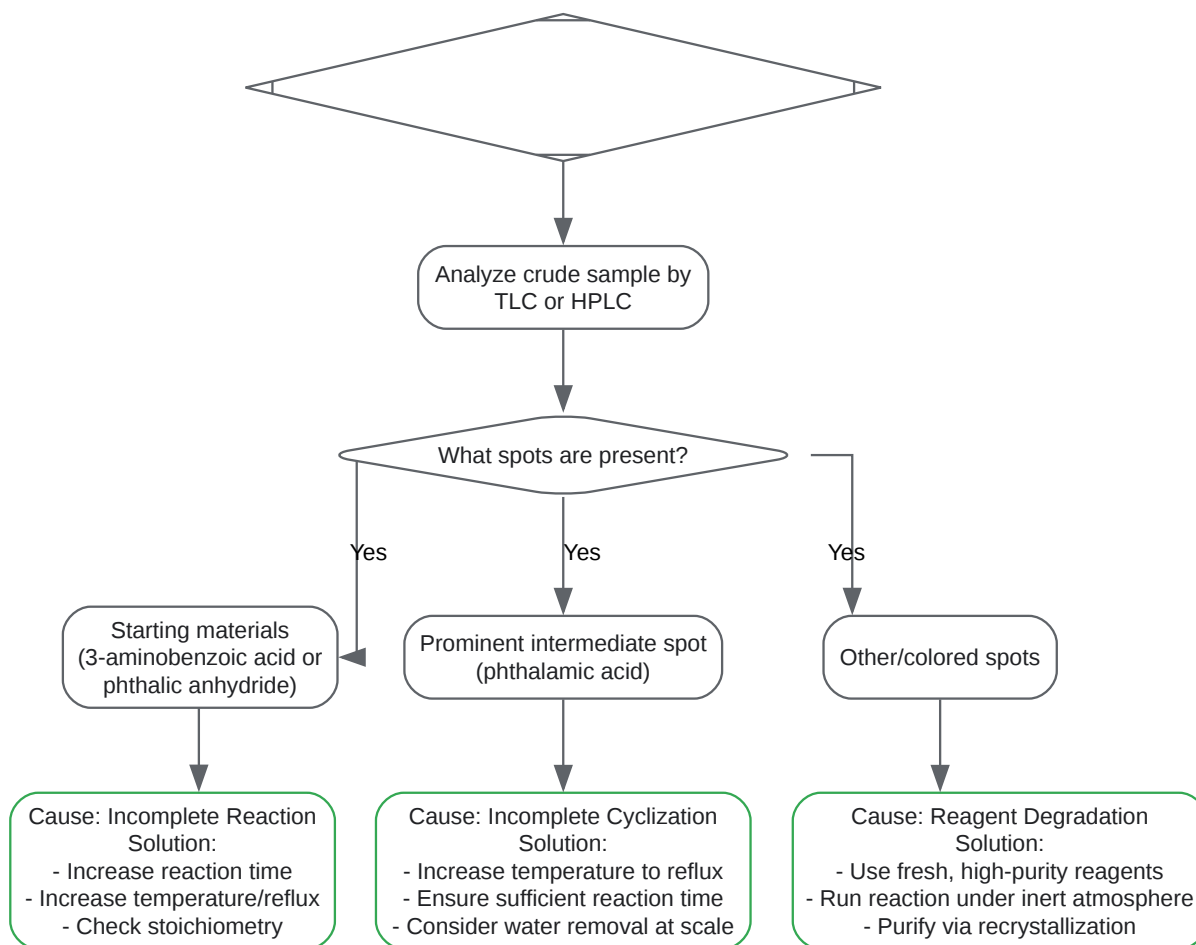 Analyze crude sample by
TLC or HPLC
What spots are present?
Yes
Yes
Yes
Starting materials
(3-aminobenzoic acid or
phthalic anhydride)
Prominent intermediate spot
(phthalamic acid)
Other/colored spots
Cause: Incomplete Reaction
Solution:
- Increase reaction time
- Increase temperature/reflux
- Check stoichiometry
Cause: Incomplete Cyclization
Solution:
- Increase temperature to reflux
- Ensure sufficient reaction time
- Consider water removal at scale
Cause: Reagent Degradation
Solution:
- Use fresh, high-purity reagents
- Run reaction under inert atmosphere
- Purify via recrystallization